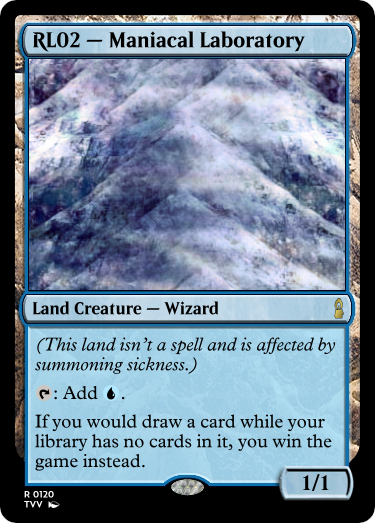 RL02 — Maniacal Laboratory
Land Creature — Wizard
(This land isn't a spell and is affected by
summoning sickness.)
: Add .
If you would draw a card while your
library has no cards in it, you win the
game instead.
1/1
R 0120
TVV